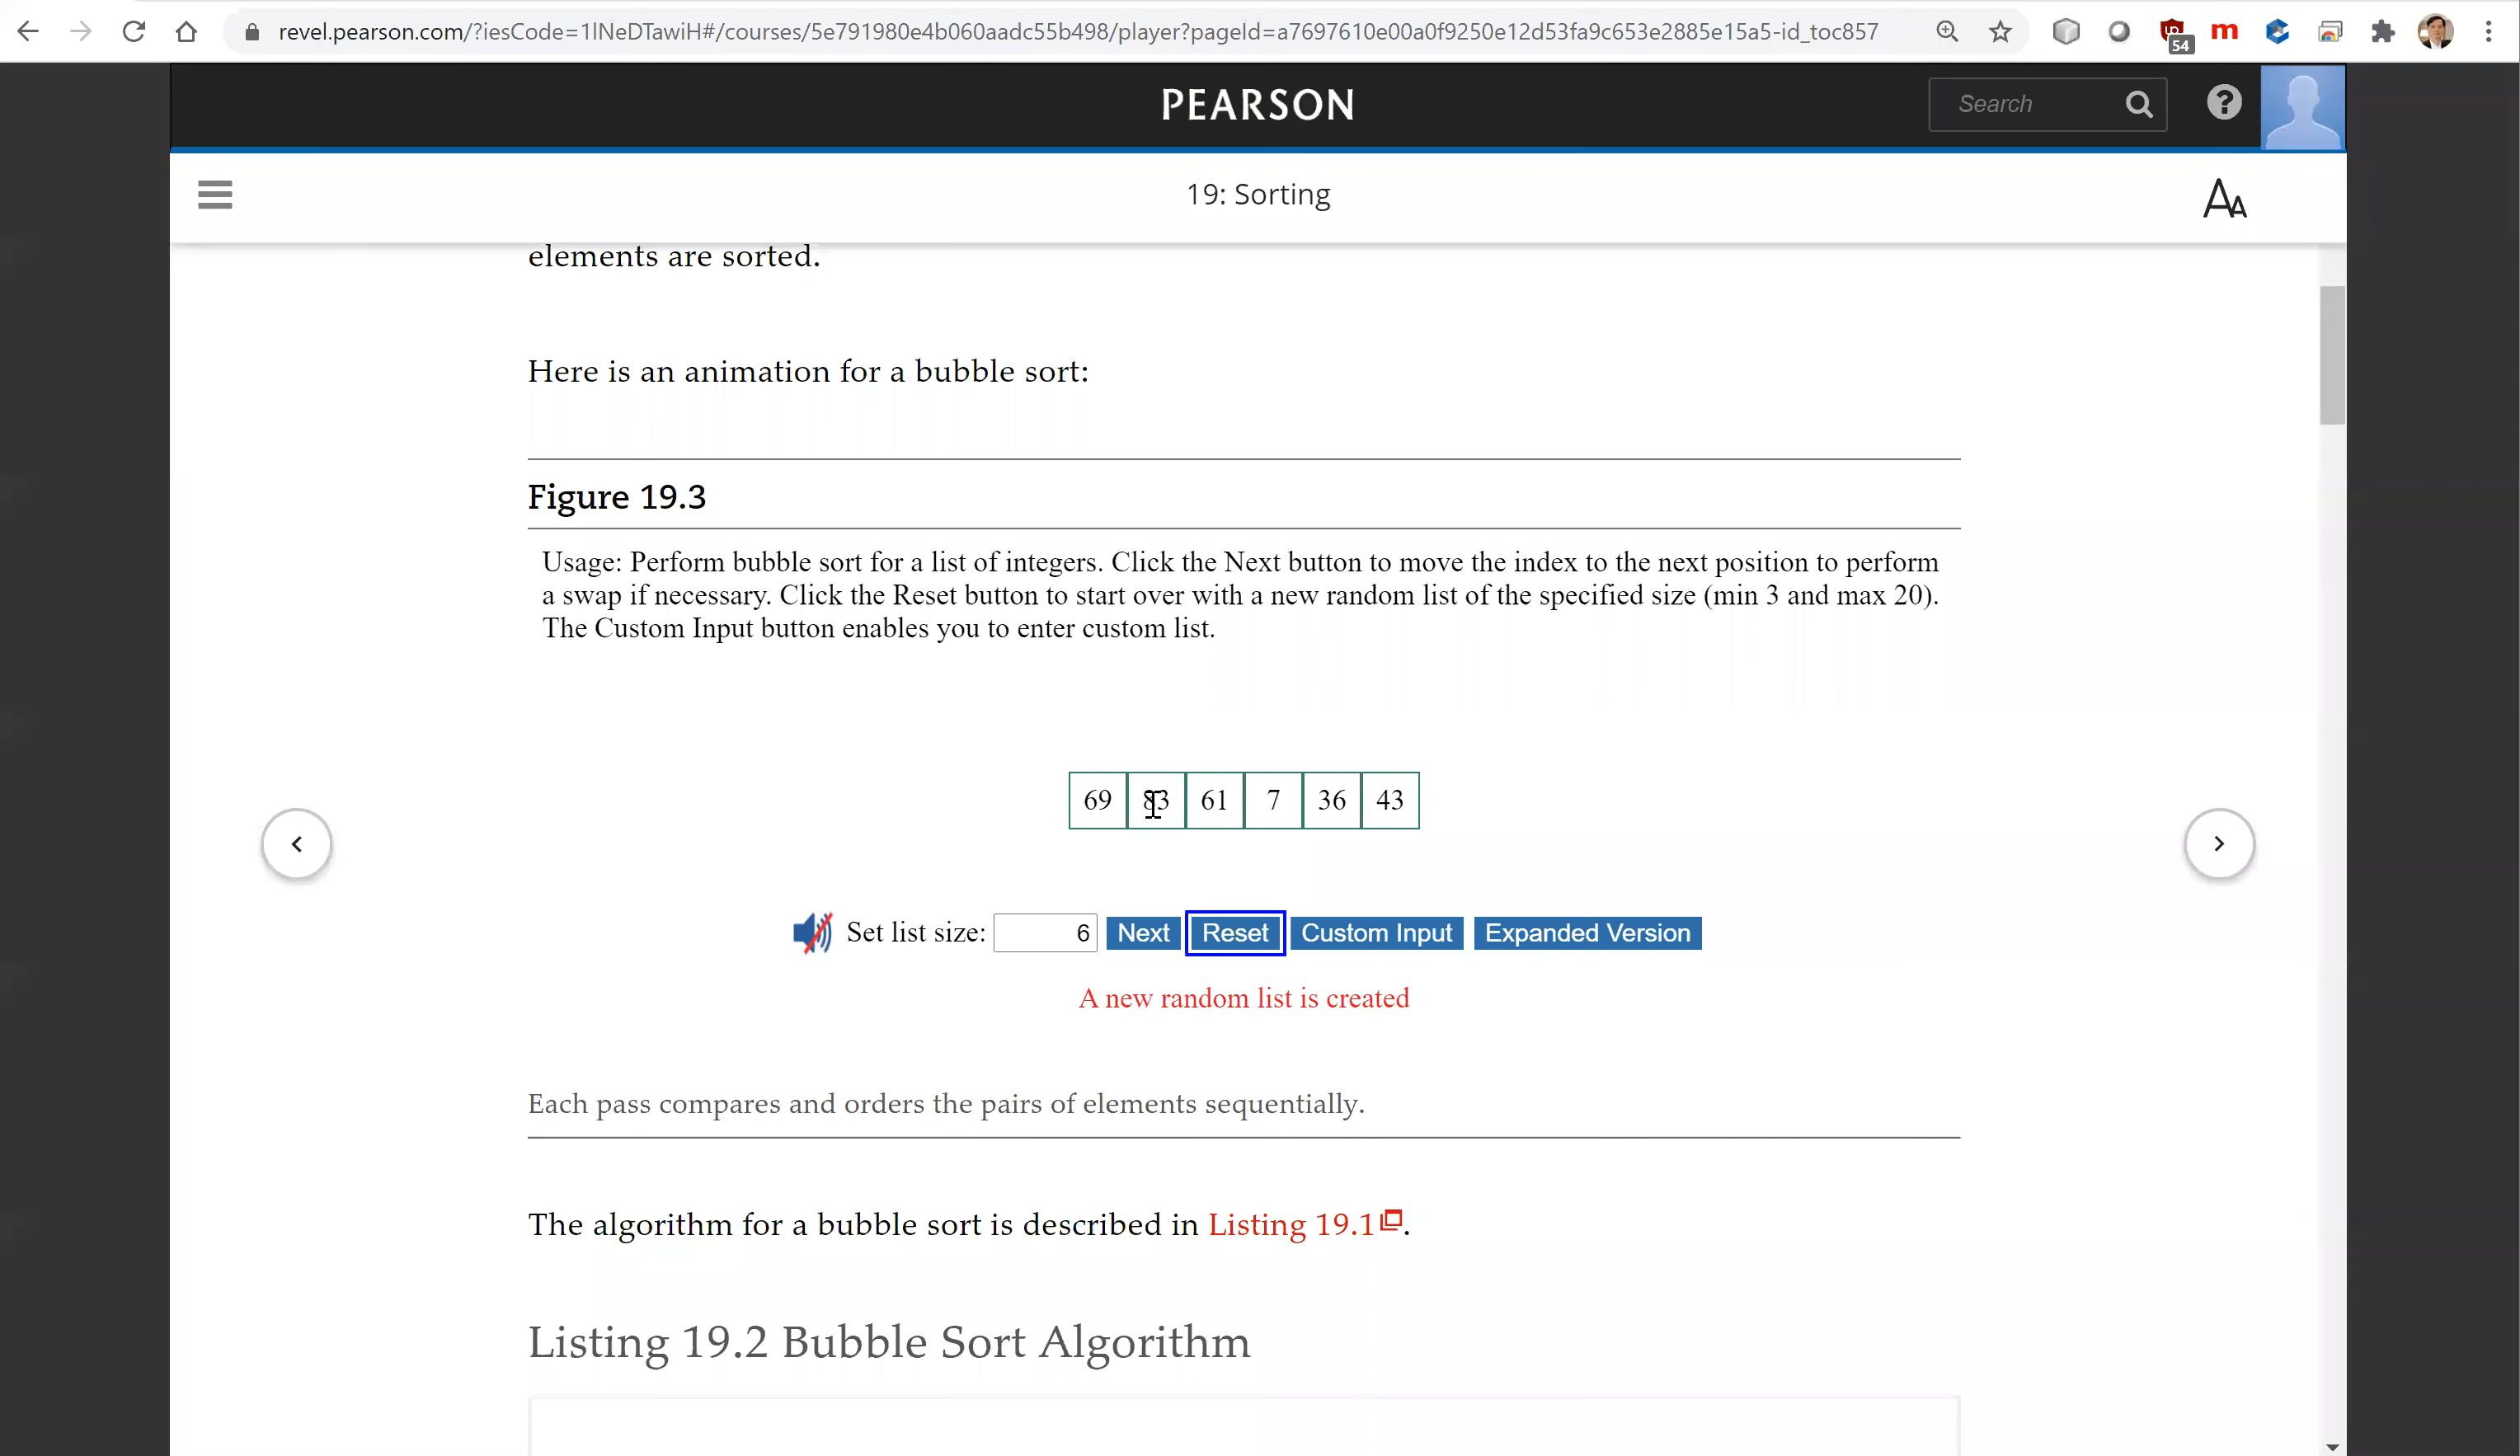 revel.pearson.com/?iesCode=1lNeDTawiH#/courses/5e791980e4b060aadc55b498/player?pageId=a7697610e00a0f9250e12d53fa9c653e2885e15a5-id_toc857
54
PEARSON
Search
19: Sorting
elements are sorted.
Here is an animation for a bubble sort:
Figure 19.3
Usage: Perform bubble sort for a list of integers. Click the Next button to move the index to the next position to perform
a swap if necessary. Click the Reset button to start over with a new random list of the specified size (min 3 and max 20).
The Custom Input button enables you to enter custom list.
69 83 61 7 36 43
Set list size: 6 Next Reset Custom Input Expanded Version
A new random list is created
Each pass compares and orders the pairs of elements sequentially.
The algorithm for a bubble sort is described in Listing 19.1.
Listing 19.2 Bubble Sort Algorithm